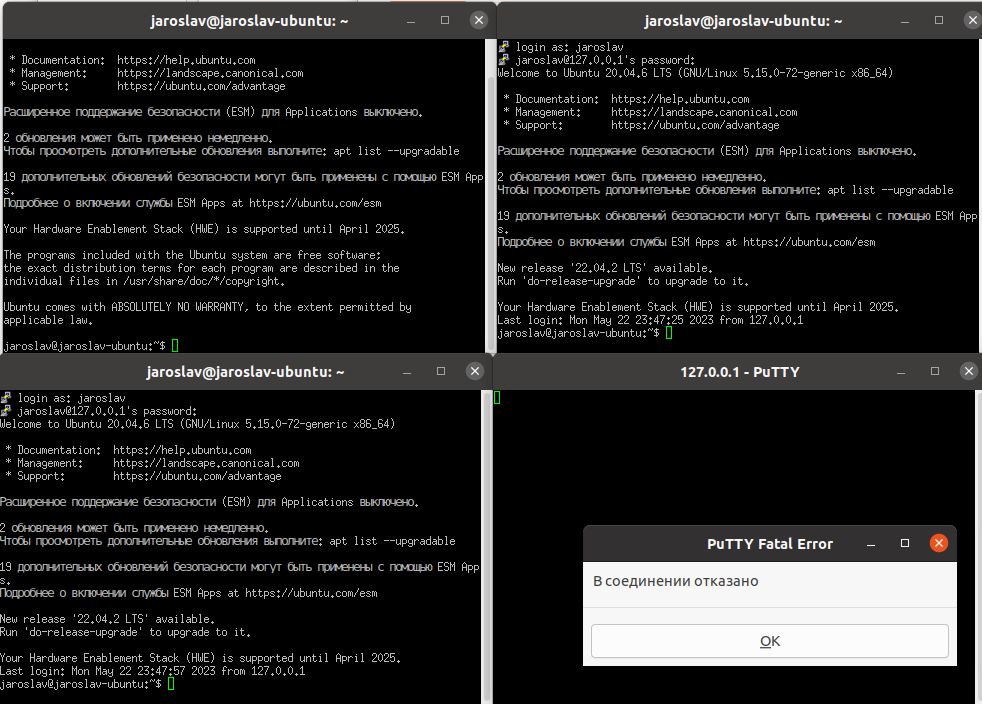 jaroslav@jaroslav-ubuntu: ~
* Documentation:  https://help.ubuntu.com
* Management:     https://landscape.canonical.com
* Support:        https://ubuntu.com/advantage
Расширенное поддержание безопасности (ESM) для Applications выключено.
2 обновления может быть применено немедленно.
Чтобы просмотреть дополнительные обновления выполните: apt list --upgradable
19 дополнительных обновлений безопасности могут быть применены с помощью ESM App
s.
Подробнее о включении службы ESM Apps at https://ubuntu.com/esm
Your Hardware Enablement Stack (HWE) is supported until April 2025.
The programs included with the Ubuntu system are free software;
the exact distribution terms for each program are described in the
individual files in /usr/share/doc/*/copyright.
Ubuntu comes with ABSOLUTELY NO WARRANTY, to the extent permitted by
applicable law.
jaroslav@jaroslav-ubuntu:~$
jaroslav@jaroslav-ubuntu: ~
login as: jaroslav
jaroslav@127.0.0.1's password:
Welcome to Ubuntu 20.04.6 LTS (GNU/Linux 5.15.0-72-generic x86_64)
* Documentation:  https://help.ubuntu.com
* Management:     https://landscape.canonical.com
* Support:        https://ubuntu.com/advantage
Расширенное поддержание безопасности (ESM) для Applications выключено.
2 обновления может быть применено немедленно.
Чтобы просмотреть дополнительные обновления выполните: apt list --upgradable
19 дополнительных обновлений безопасности могут быть применены с помощью ESM App
s.
Подробнее о включении службы ESM Apps at https://ubuntu.com/esm
New release '22.04.2 LTS' available.
Run 'do-release-upgrade' to upgrade to it.
Your Hardware Enablement Stack (HWE) is supported until April 2025.
Last login: Mon May 22 23:47:25 2023 from 127.0.0.1
jaroslav@jaroslav-ubuntu:~$
jaroslav@jaroslav-ubuntu: ~
login as: jaroslav
jaroslav@127.0.0.1's password:
Welcome to Ubuntu 20.04.6 LTS (GNU/Linux 5.15.0-72-generic x86_64)
* Documentation:  https://help.ubuntu.com
* Management:     https://landscape.canonical.com
* Support:        https://ubuntu.com/advantage
Расширенное поддержание безопасности (ESM) для Applications выключено.
2 обновления может быть применено немедленно.
Чтобы просмотреть дополнительные обновления выполните: apt list --upgradable
19 дополнительных обновлений безопасности могут быть применены с помощью ESM App
s.
Подробнее о включении службы ESM Apps at https://ubuntu.com/esm
New release '22.04.2 LTS' available.
Run 'do-release-upgrade' to upgrade to it.
Your Hardware Enablement Stack (HWE) is supported until April 2025.
Last login: Mon May 22 23:47:57 2023 from 127.0.0.1
jaroslav@jaroslav-ubuntu:~$
127.0.0.1 - PuTTY
PuTTY Fatal Error
В соединении отказано
OK